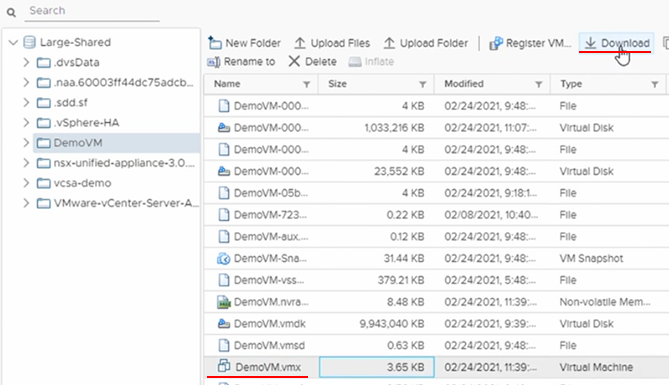 Search
Large-Shared
.dvsData
.naa.60003ff44dc75adcb...
.sdd.sf
.vSphere-HA
DemoVM
nsx-unified-appliance-3.0....
vcsa-demo
VMware-vCenter-Server-A...
New Folder Upload Files Upload Folder Register VM... Download
Rename to Delete Inflate
Name Size Modified Type
DemoVM-000... 4 KB 02/24/2021, 9:48:... File
DemoVM-000... 1,033,216 KB 02/24/2021, 11:07:... Virtual Disk
DemoVM-000... 4 KB 02/24/2021, 9:48:... File
DemoVM-000... 23,552 KB 02/24/2021, 9:48:... Virtual Disk
DemoVM-05b... 4 KB 02/24/2021, 9:18:1... File
DemoVM-723... 0.22 KB 02/08/2021, 10:40... File
DemoVM-aux,... 0.12 KB 02/24/2021, 9:48:... File
DemoVM-Sna... 31.44 KB 02/24/2021, 9:48:... VM Snapshot
DemoVM-vss... 379.21 KB 02/24/2021, 5:48:... File
DemoVM.nvra... 8.48 KB 02/24/2021, 11:39:... Non-volatile Mem...
DemoVM.vmdk 9,943,040 KB 02/24/2021, 9:39:... Virtual Disk
DemoVM.vmsd 0.63 KB 02/24/2021, 9:48:... File
DemoVM.vmx 3.65 KB 02/24/2021, 11:39:... Virtual Machine